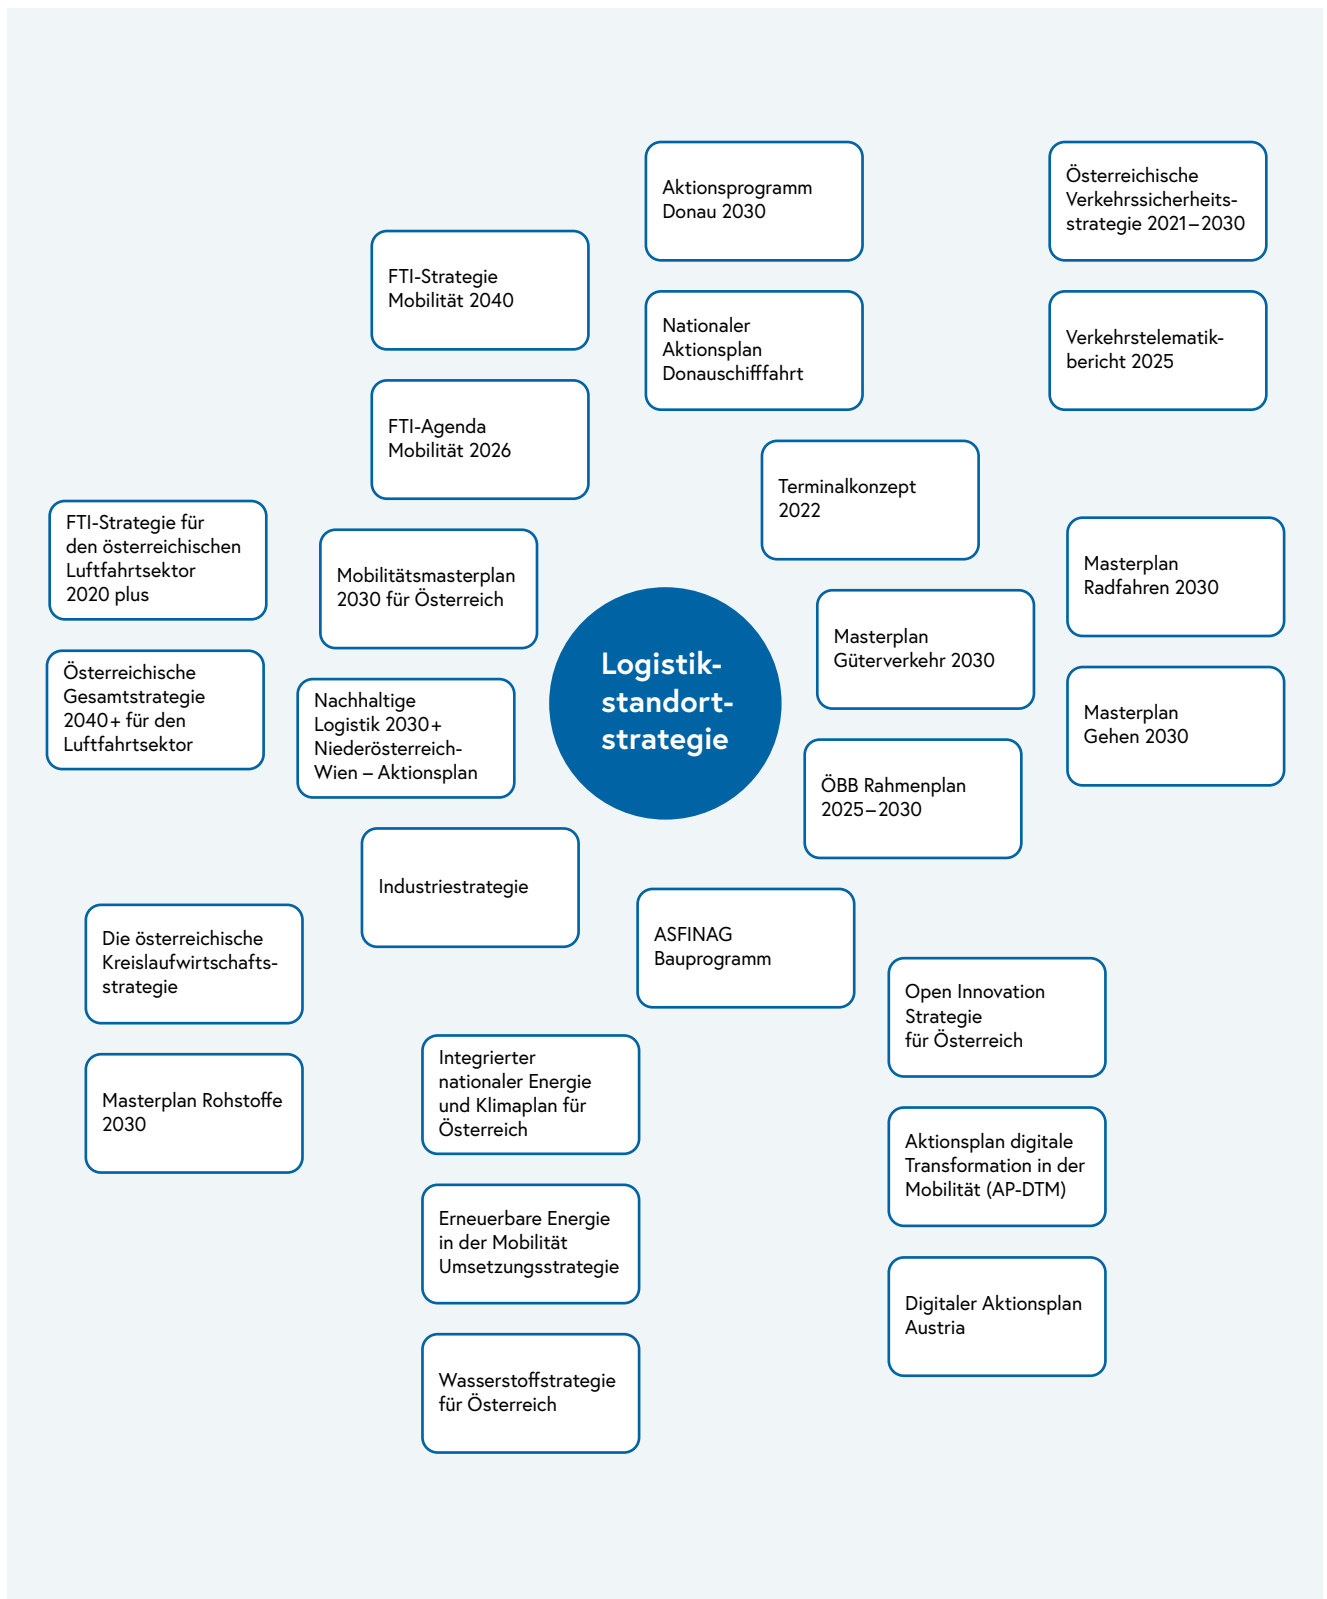 Aktionsprogramm
Donau 2030
Österreichische
Verkehrssicherheits-
strategie 2021–2030
FTI-Strategie
Mobilität 2040
Nationaler
Aktionsplan
Donauschifffahrt
Verkehrstelematik-
bericht 2025
FTI-Agenda
Mobilität 2026
Terminalkonzept
2022
FTI-Strategie für
den österreichischen
Luftfahrtsektor
2020 plus
Mobilitätsmasterplan
2030 für Österreich
Masterplan
Radfahren 2030
Masterplan
Güterverkehr 2030
Österreichische
Gesamtstrategie
2040+ für den
Luftfahrtsektor
Nachhaltige
Logistik 2030+
Niederösterreich-
Wien – Aktionsplan
Logistik-
standort-
strategie
Masterplan
Gehen 2030
ÖBB Rahmenplan
2025–2030
Industriestrategie
ASFINAG
Bauprogramm
Die österreichische
Kreislaufwirtschafts-
strategie
Open Innovation
Strategie
für Österreich
Masterplan Rohstoffe
2030
Integrierter
nationaler Energie
und Klimaplan für
Österreich
Aktionsplan digitale
Transformation in der
Mobilität (AP-DTM)
Erneuerbare Energie
in der Mobilität
Umsetzungsstrategie
Digitaler Aktionsplan
Austria
Wasserstoffstrategie
für Österreich